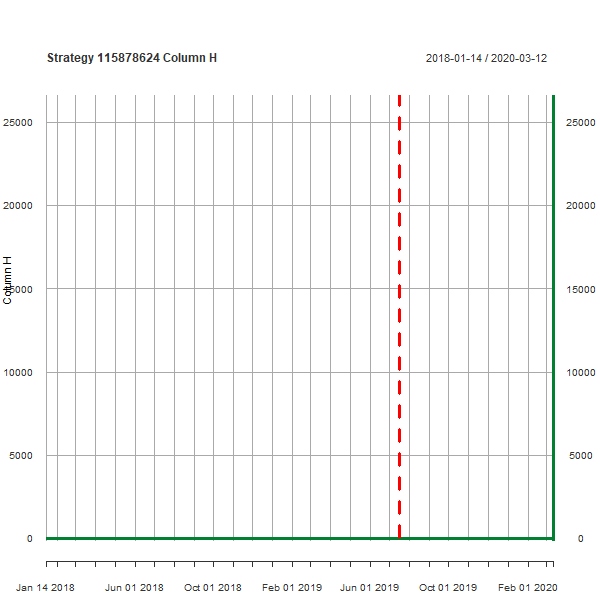 Strategy 115878624 Column H
2018-01-14 / 2020-03-12
25000
25000
20000
20000
Column H
15000
15000
10000
10000
5000
5000
0
0
Jan 14 2018
Jun 01 2018
Oct 01 2018
Feb 01 2019
Jun 01 2019
Oct 01 2019
Feb 01 2020